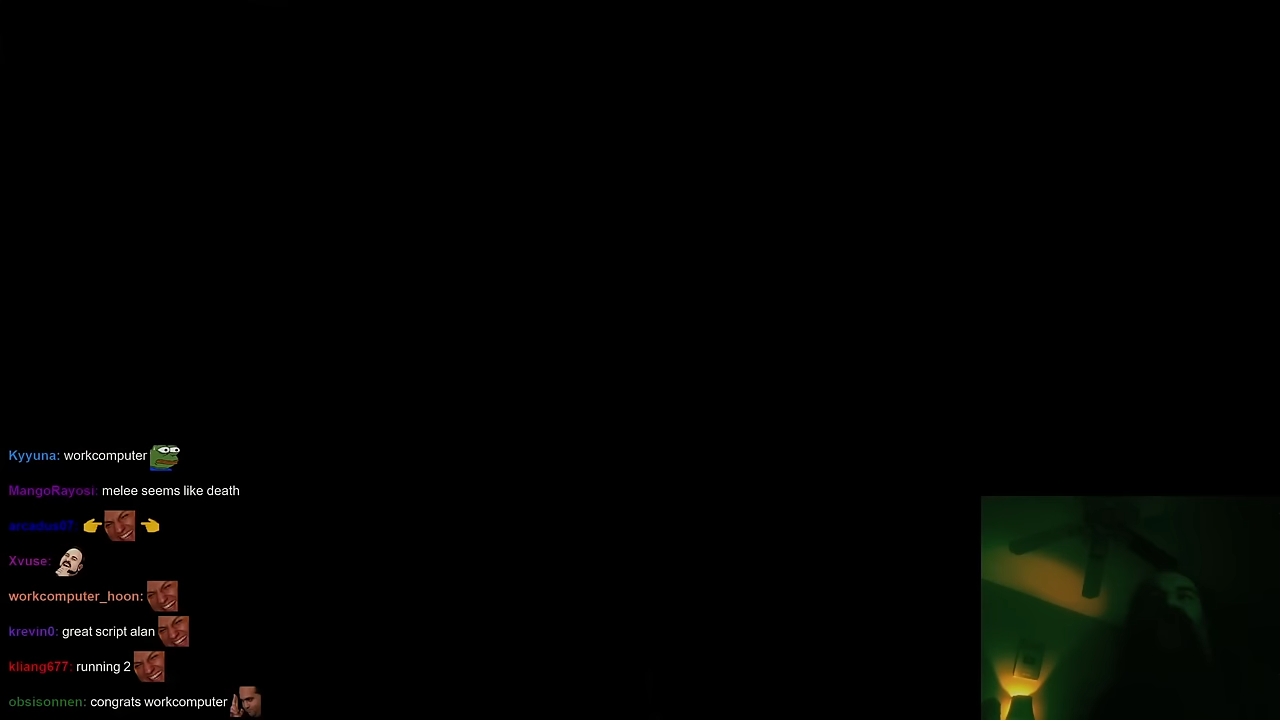 Kyyuna: workcomputer
MangoRayosi: melee seems like death
arcadus07:
Xvuse:
workcomputer_hoon:
krevin0: great script alan
kliang677: running 2
obsisonnen: congrats workcomputer